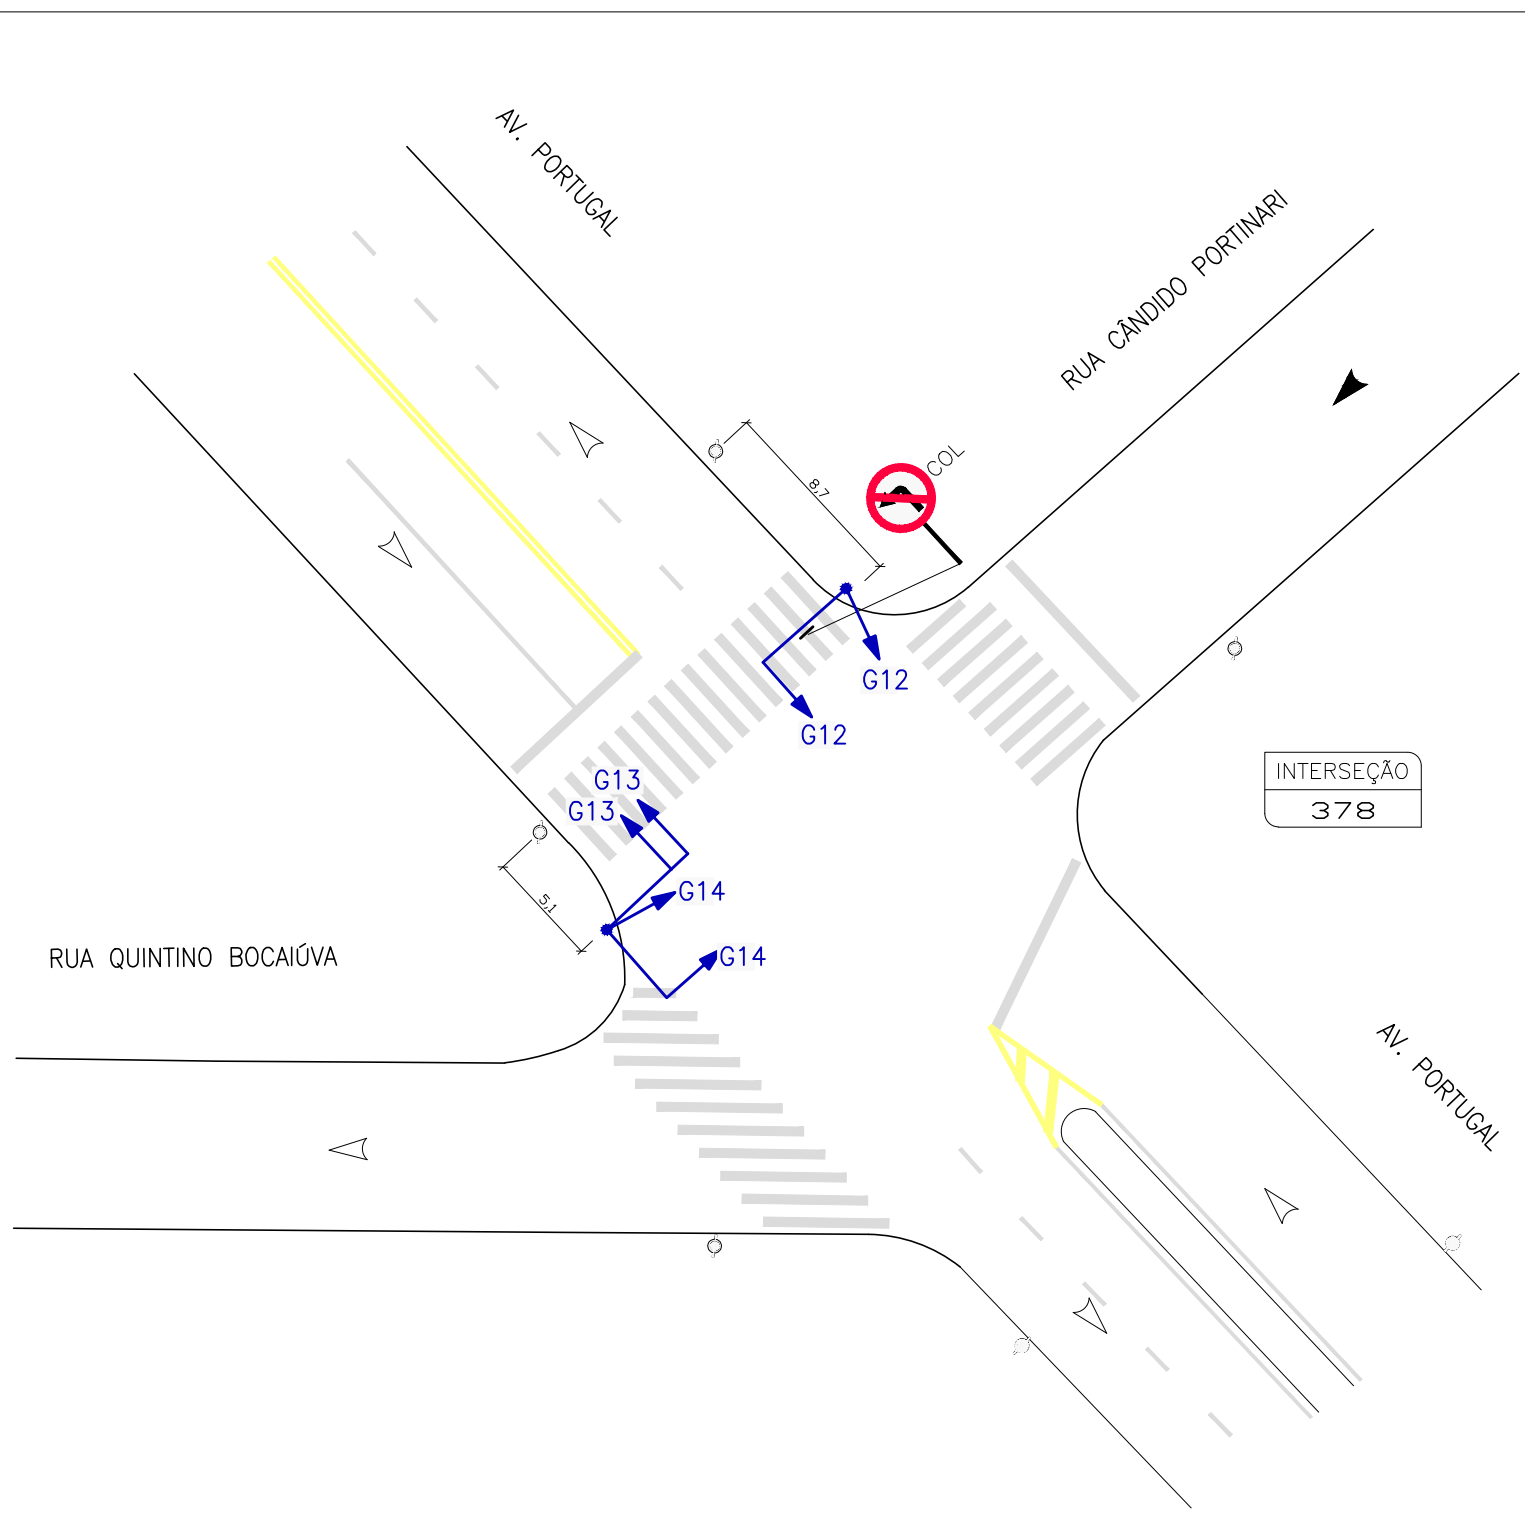 AV. PORTUGAL
RUA CÂNDIDO PORTINARI
COL
8,7
G12
G12
INTERSEÇÃO
378
G13
G13
G14
5,1
G14
RUA QUINTINO BOCAIÚVA
AV. PORTUGAL